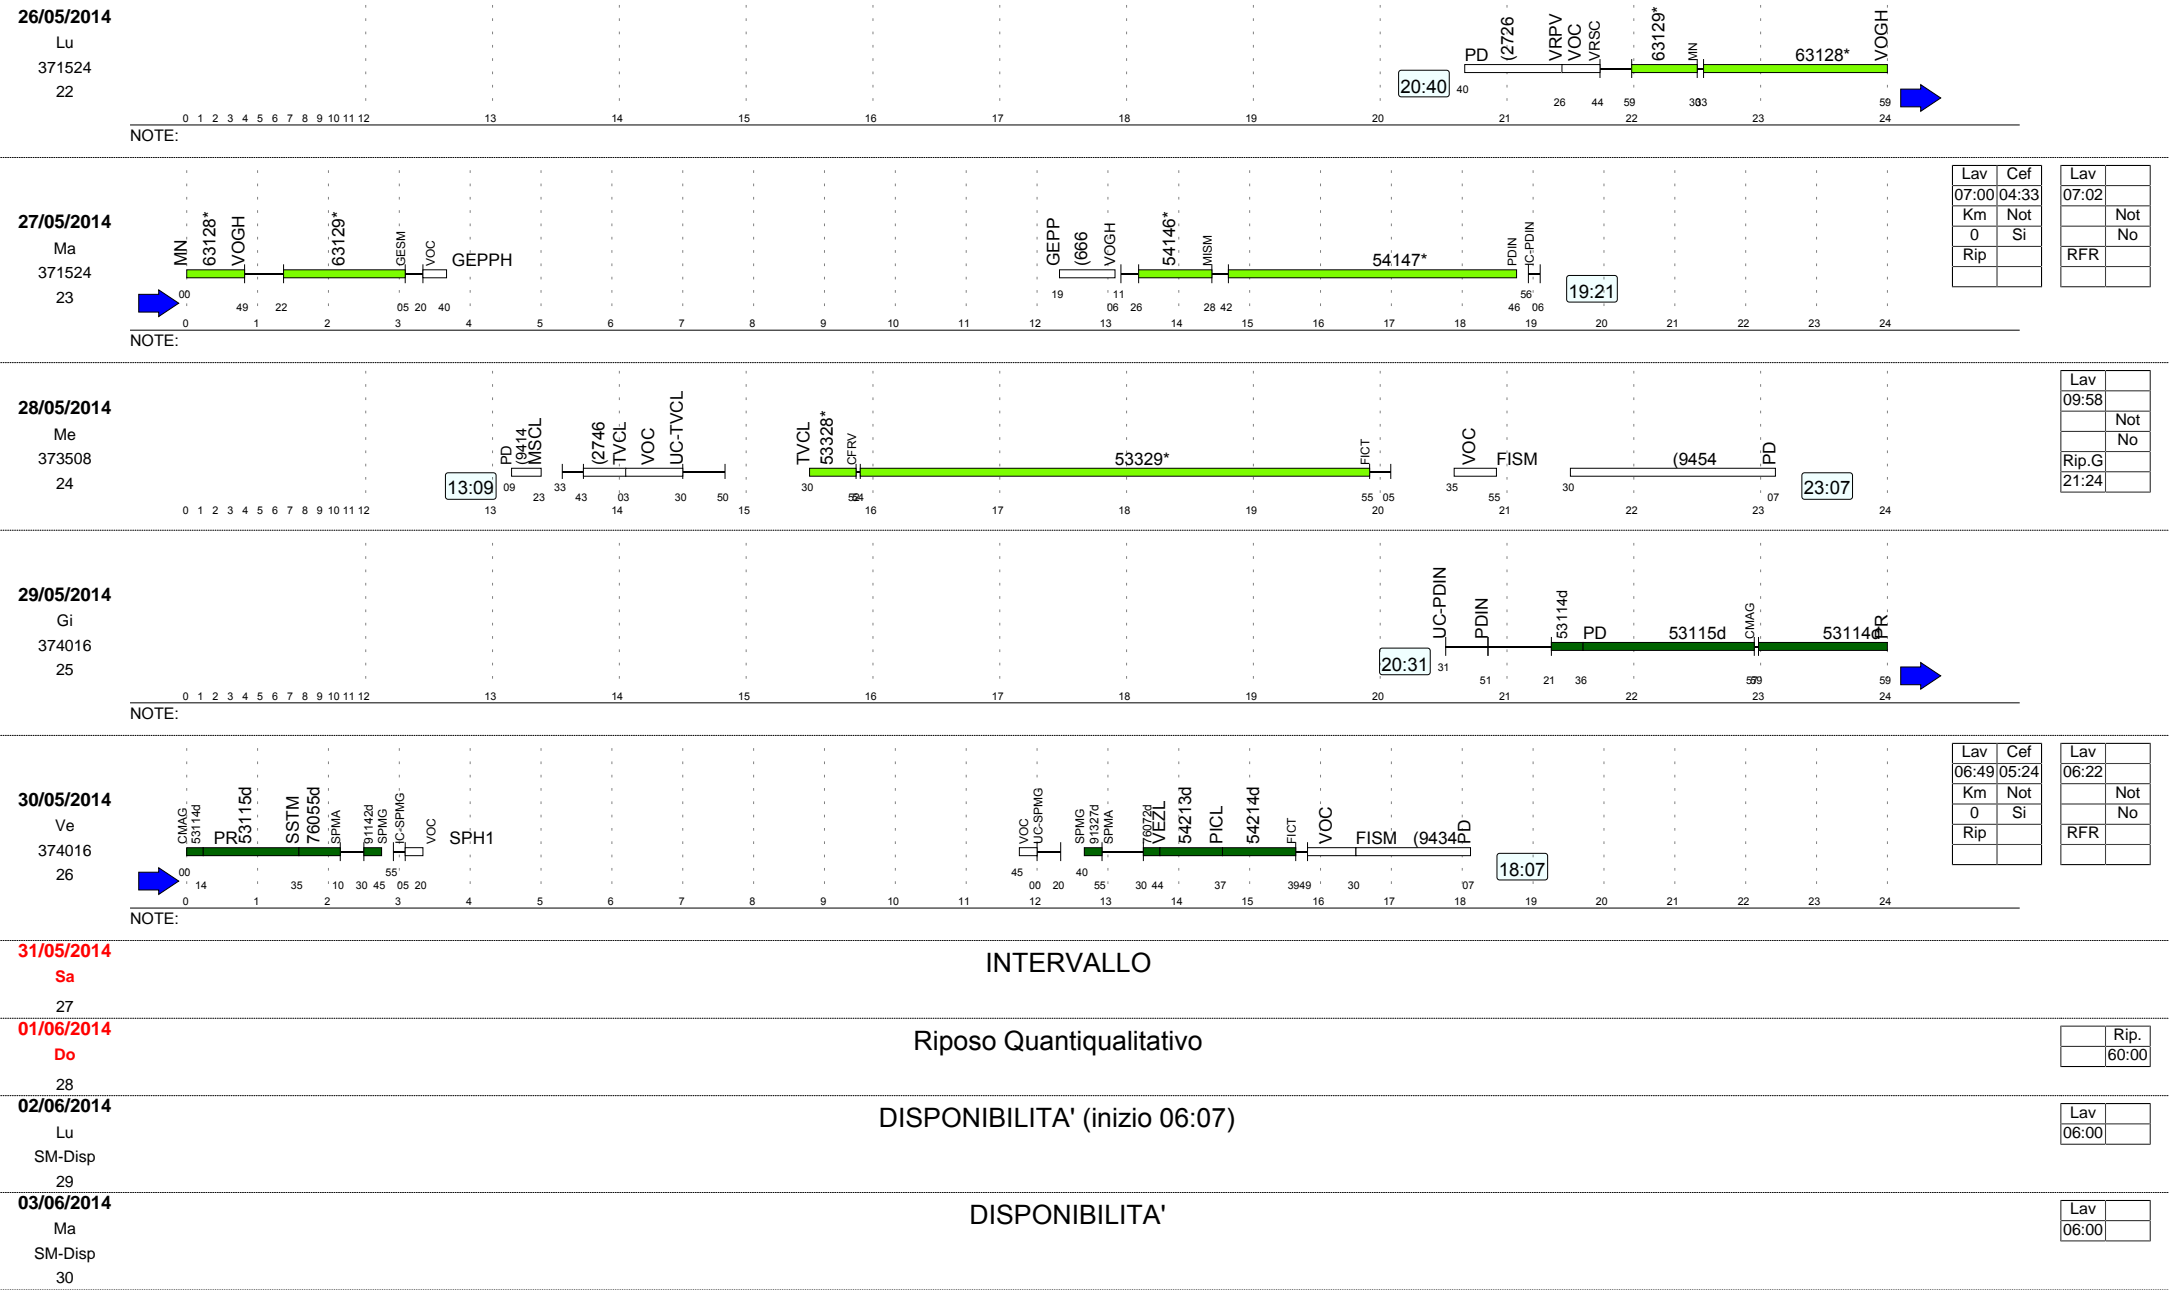 26/05/2014
Lu
371524
22
PD (2726 VRPV VOC VRSC 63129* MN 63128* VOGH
20:40 40 26 44 59 30 33 59
0 1 2 3 4 5 6 7 8 9 10 11 12 13 14 15 16 17 18 19 20 21 22 23 24
NOTE:
27/05/2014
Ma
371524
23
MN 63128* VOGH 63129* GESM VOC GEPPH GEPP (666 VOGH 54146* MISM 54147* PDIN IC-PDIN
00 49 22 05 20 40 19 11 06 26 28 42 46 56 06 19:21
0 1 2 3 4 5 6 7 8 9 10 11 12 13 14 15 16 17 18 19 20 21 22 23 24
NOTE:
Lav Cef Lav
07:00 04:33 07:02
Km Not Not
0 Si No
Rip RFR
28/05/2014
Me
373508
24
PD (9414 MSCL (2746 TVCL VOC UC-TVCL TVCL 53328* CFRV 53329* FICT VOC FISM (9454 PD
13:09 09 23 33 43 03 30 50 30 52 54 55 05 35 55 30 07 23:07
0 1 2 3 4 5 6 7 8 9 10 11 12 13 14 15 16 17 18 19 20 21 22 23 24
Lav
09:58
Not
No
Rip.G
21:24
29/05/2014
Gi
374016
25
UC-PDIN PDIN 53114d PD 53115d CMAG 53114d PR
20:31 31 51 21 36 57 59 59
0 1 2 3 4 5 6 7 8 9 10 11 12 13 14 15 16 17 18 19 20 21 22 23 24
NOTE:
30/05/2014
Ve
374016
26
CMAG 53114d PR 53115d SSTM 76055d SPMA 91142d SPMG IC-SPMG VOC SPH1 VOC UC-SPMG SPMG 91327d SPMA 76072d VEZL 54213d PICL 54214d FICT VOC FISM (9434 PD
00 14 35 10 30 45 55 05 20 45 00 20 40 55 30 44 37 39 49 30 07 18:07
0 1 2 3 4 5 6 7 8 9 10 11 12 13 14 15 16 17 18 19 20 21 22 23 24
NOTE:
Lav Cef Lav
06:49 05:24 06:22
Km Not Not
0 Si No
Rip RFR
31/05/2014
Sa
27
INTERVALLO
01/06/2014
Do
28
Riposo Quantiqualitativo
Rip.
60:00
02/06/2014
Lu
SM-Disp
29
DISPONIBILITA' (inizio 06:07)
Lav
06:00
03/06/2014
Ma
SM-Disp
30
DISPONIBILITA'
Lav
06:00